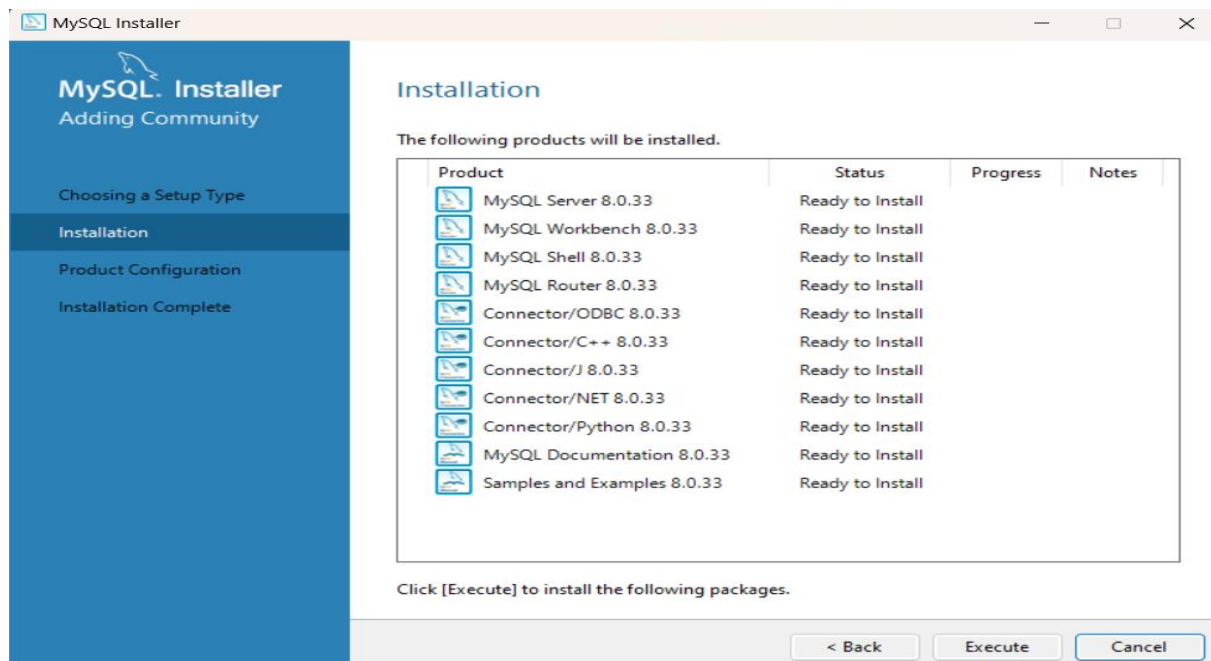 MySQL Installer
MySQL. Installer
Adding Community
Choosing a Setup Type
Installation
Product Configuration
Installation Complete
Installation
The following products will be installed.
Product Status Progress Notes
MySQL Server 8.0.33 Ready to Install
MySQL Workbench 8.0.33 Ready to Install
MySQL Shell 8.0.33 Ready to Install
MySQL Router 8.0.33 Ready to Install
Connector/ODBC 8.0.33 Ready to Install
Connector/C++ 8.0.33 Ready to Install
Connector/J 8.0.33 Ready to Install
Connector/NET 8.0.33 Ready to Install
Connector/Python 8.0.33 Ready to Install
MySQL Documentation 8.0.33 Ready to Install
Samples and Examples 8.0.33 Ready to Install
Click [Execute] to install the following packages.
< Back Execute Cancel